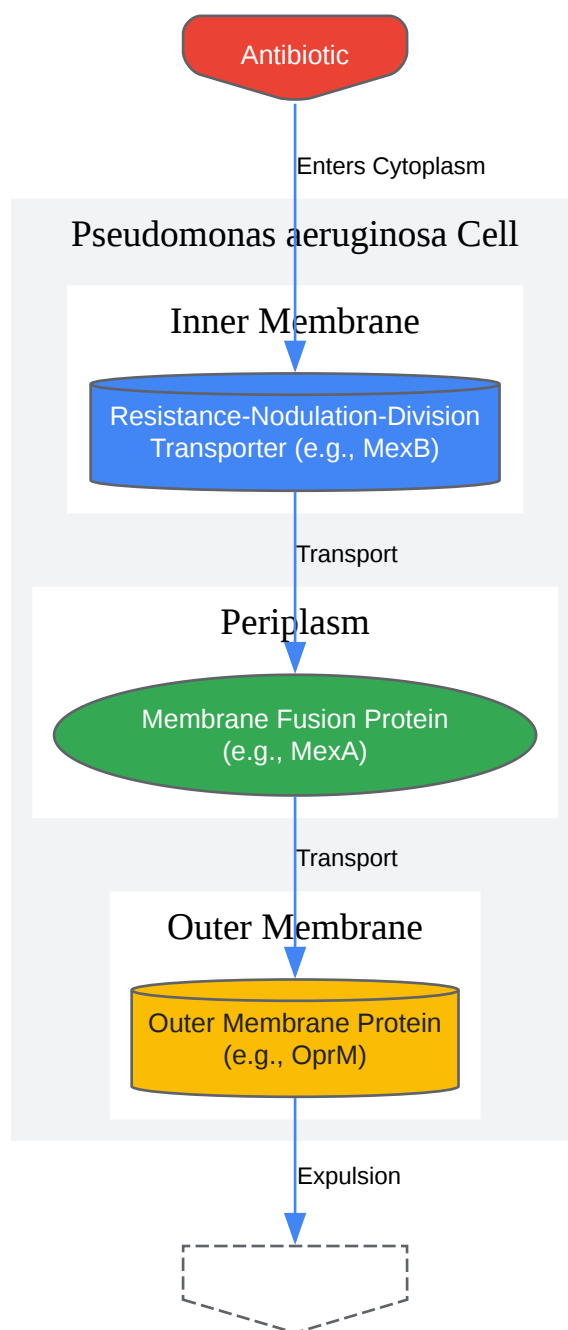 Antibiotic
Enters Cytoplasm
Pseudomonas aeruginosa Cell
Inner Membrane
Resistance-Nodulation-Division
Transporter (e.g., MexB)
Transport
Periplasm
Membrane Fusion Protein
(e.g., MexA)
Transport
Outer Membrane
Outer Membrane Protein
(e.g., OprM)
Expulsion